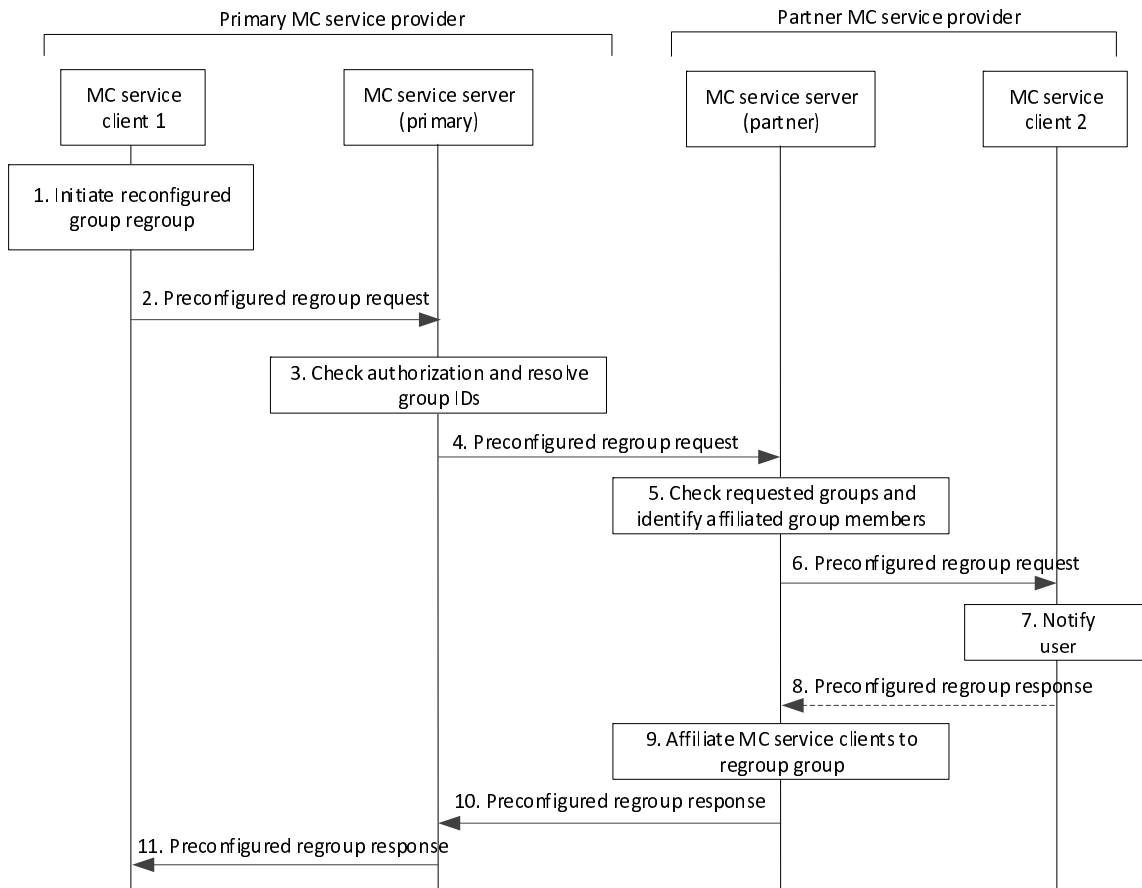 Primary MC service provider
Partner MC service provider
MC service
client 1
MC service server
(primary)
MC service server
(partner)
MC service
client 2
1. Initiate reconfigured
group regroup
2. Preconfigured regroup request
3. Check authorization and resolve
group IDs
4. Preconfigured regroup request
5. Check requested groups and
identify affiliated group members
6. Preconfigured regroup request
7. Notify
user
8. Preconfigured regroup response
9. Affiliate MC service clients to
regroup group
10. Preconfigured regroup response
11. Preconfigured regroup response